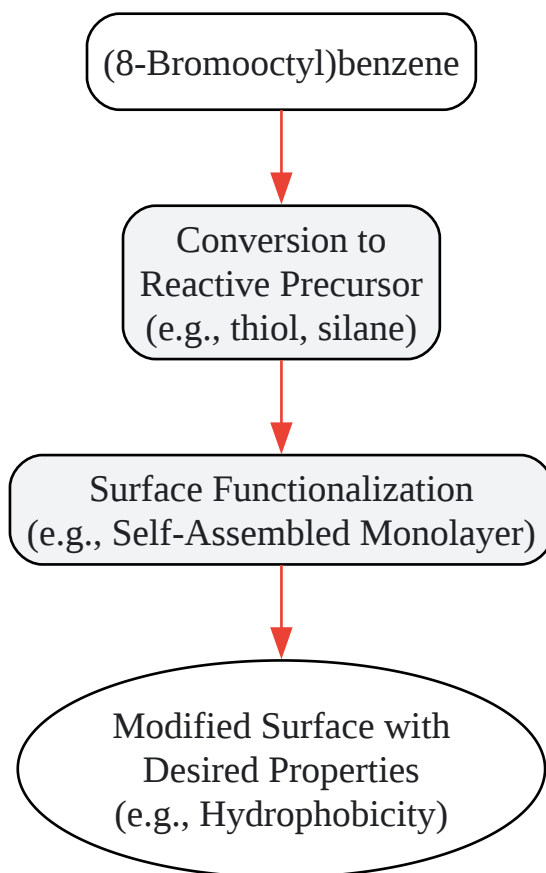 (8-Bromooctyl)benzene
Conversion to
Reactive Precursor
(e.g., thiol, silane)
Surface Functionalization
(e.g., Self-Assembled Monolayer)
Modified Surface with
Desired Properties
(e.g., Hydrophobicity)